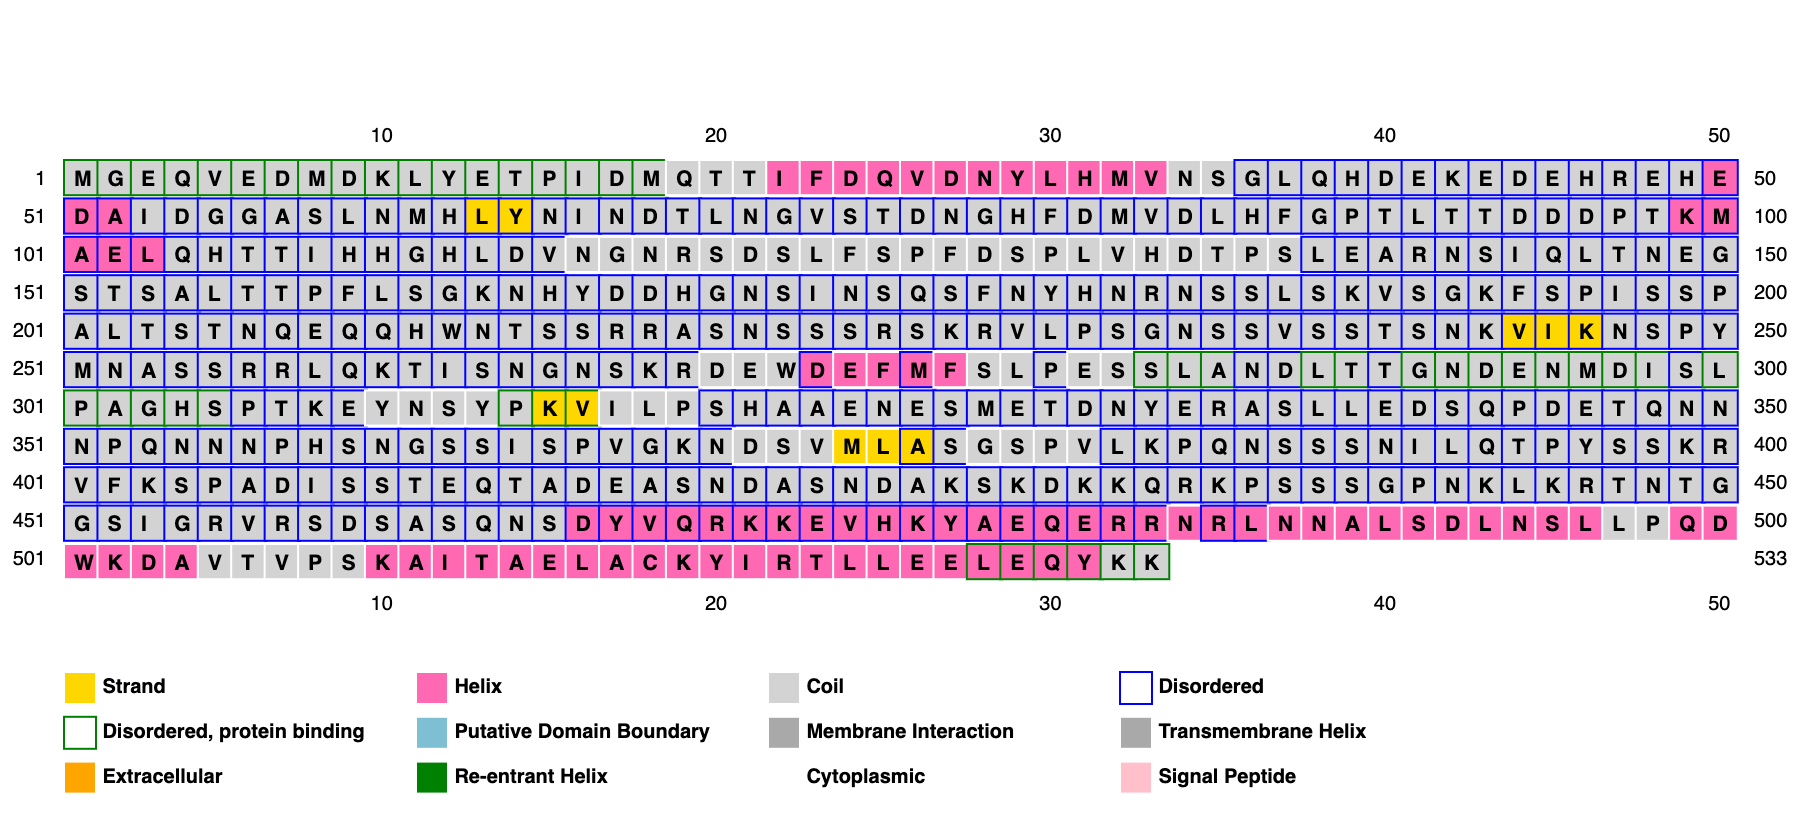 10 20 30 40 50
1 M G E Q V E D M D K L Y E T P I D M Q T T I F D Q V D N Y L H M V N S G L Q H D E K E D E H R E H E 50
51 D A I D G G A S L N M H L Y N I N D T L N G V S T D N G H F D M V D L H F G P T L T T D D D P T K M 100
101 A E L Q H T T I H H G H L D V N G N R S D S L F S P F D S P L V H D T P S L E A R N S I Q L T N E G 150
151 S T S A L T T P F L S G K N H Y D D H G N S I N S Q S F N Y H N R N S S L S K V S G K F S P I S S P 200
201 A L T S T N Q E Q Q H W N T S S R R A S N S S S R S K R V L P S G N S S V S S T S N K V I K N S P Y 250
251 M N A S S R R L Q K T I S N G N S K R D E W D E F M F S L P E S S L A N D L T T G N D E N M D I S L 300
301 P A G H S P T K E Y N S Y P K V I L P S H A A E N E S M E T D N Y E R A S L L E D S Q P D E T Q N N 350
351 N P Q N N N P H S N G S S I S P V G K N D S V M L A S G S P V L K P Q N S S S N I L Q T P Y S S K R 400
401 V F K S P A D I S S T E Q T A D E A S N D A S N D A K S K D K K Q R K P S S S G P N K L K R T N T G 450
451 G S I G R V R S D S A S Q N S D Y V Q R K K E V H K Y A E Q E R R N R L N N A L S D L N S L L P Q D 500
501 W K D A V T V P S K A I T A E L A C K Y I R T L L E E L E Q Y K K 533
10 20 30 40 50
Strand Helix Coil Disordered
Disordered, protein binding Putative Domain Boundary Membrane Interaction Transmembrane Helix
Extracellular Re-entrant Helix Cytoplasmic Signal Peptide